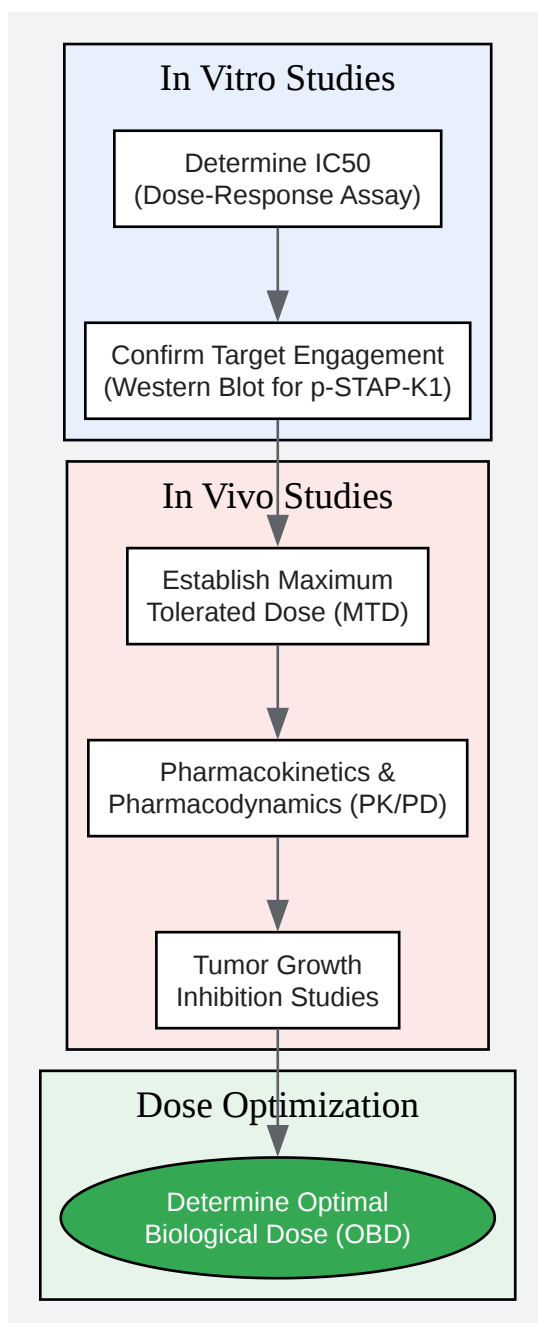 In Vitro Studies
Determine IC50
(Dose-Response Assay)
Confirm Target Engagement
(Western Blot for p-STAP-K1)
In Vivo Studies
Establish Maximum
Tolerated Dose (MTD)
Pharmacokinetics &
Pharmacodynamics (PK/PD)
Tumor Growth
Inhibition Studies
Dose Optimization
Determine Optimal
Biological Dose (OBD)